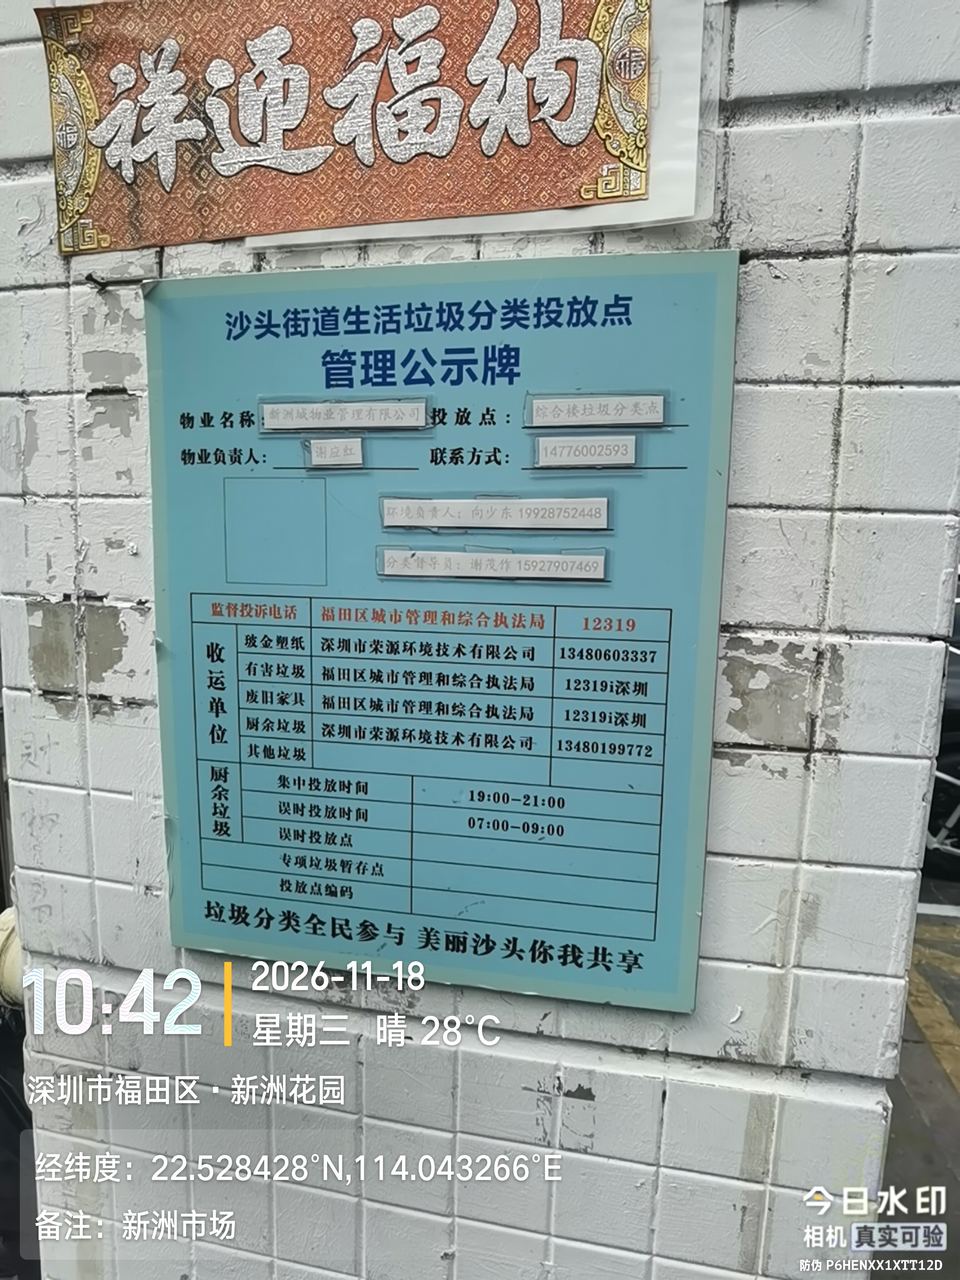 祥迎福纳
沙头街道生活垃圾分类投放点
管理公示牌
物业名称: 新洲城物业管理有限公司 投放点: 综合楼垃圾分类点
物业负责人: 谢应红 联系方式: 14776002593
环境负责人: 向少东 19928752448
分类督导员: 谢茂作 15927907469
监督投诉电话 福田区城市管理和综合执法局 12319
收运单位
玻金塑纸 深圳市荣源环境技术有限公司 13480603337
有害垃圾 福田区城市管理和综合执法局 12319i深圳
废旧家具 福田区城市管理和综合执法局 12319i深圳
厨余垃圾 深圳市荣源环境技术有限公司 13480199772
其他垃圾
厨余垃圾
集中投放时间 19:00-21:00
误时投放时间 07:00-09:00
误时投放点
专项垃圾暂存点
投放点编码
垃圾分类全民参与 美丽沙头你我共享
10:42
2026-11-18
星期三 晴 28°C
深圳市福田区·新洲花园
经纬度: 22.528428°N,114.043266°E
备注: 新洲市场
今日水印
相机 真实可验
防伪 P6HENXX1XTT12D